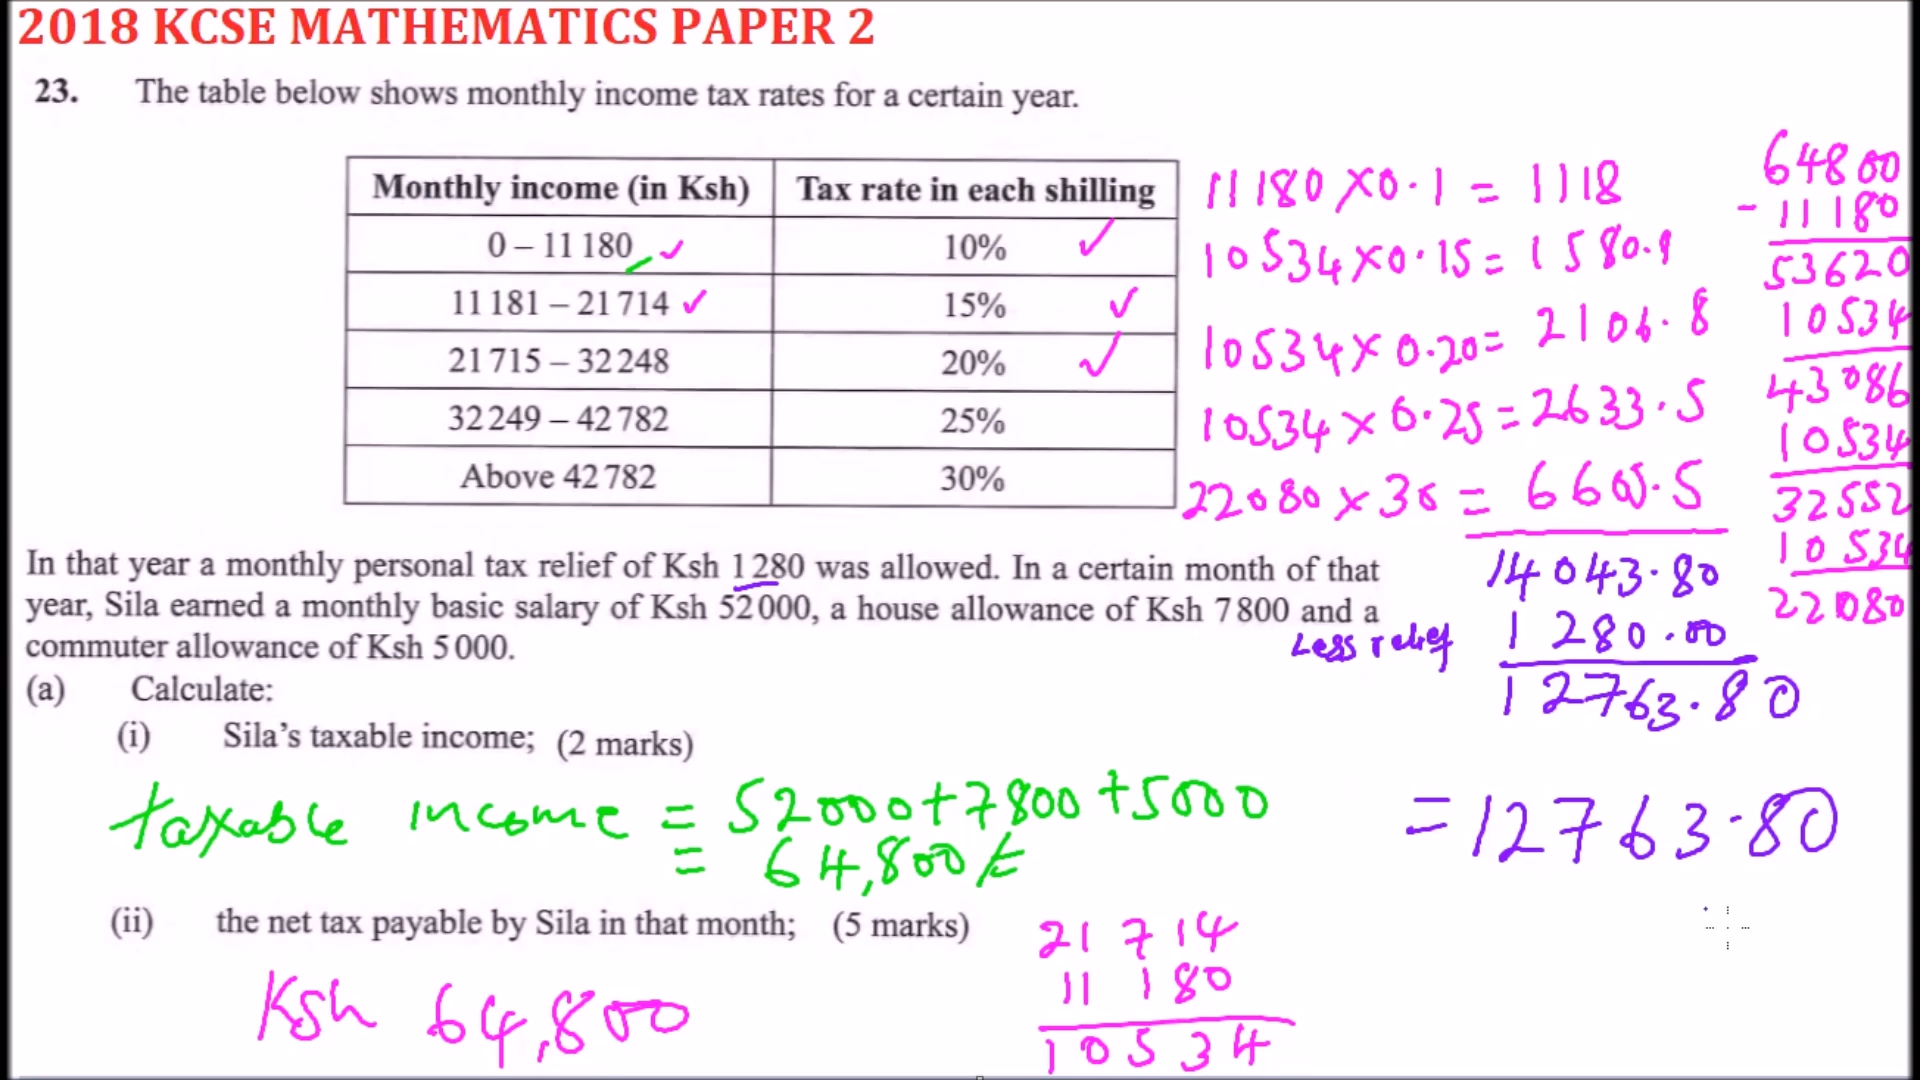 2018 KCSE MATHEMATICS PAPER 2
23. The table below shows monthly income tax rates for a certain year.
Monthly income (in Ksh) Tax rate in each shilling
0 – 11 180 10%
11 181 – 21 714 15%
21 715 – 32 248 20%
32 249 – 42 782 25%
Above 42 782 30%
11180 × 0.1 = 1118
10534 × 0.15 = 1580.1
10534 × 0.20 = 2106.8
10534 × 0.25 = 2633.5
22080 × 30 = 6605.5
14043.80
Less relief 1280.00
12763.80
64800
- 11180
53620
10534
43086
10534
32552
10534
22080
In that year a monthly personal tax relief of Ksh 1280 was allowed. In a certain month of that
year, Sila earned a monthly basic salary of Ksh 52 000, a house allowance of Ksh 7 800 and a
commuter allowance of Ksh 5 000.
(a) Calculate:
(i) Sila's taxable income; (2 marks)
taxable income = 52000 + 7800 + 5000
= 64,800
= 12763.80
(ii) the net tax payable by Sila in that month; (5 marks)
Ksh 64,800
21 714
11 180
10534